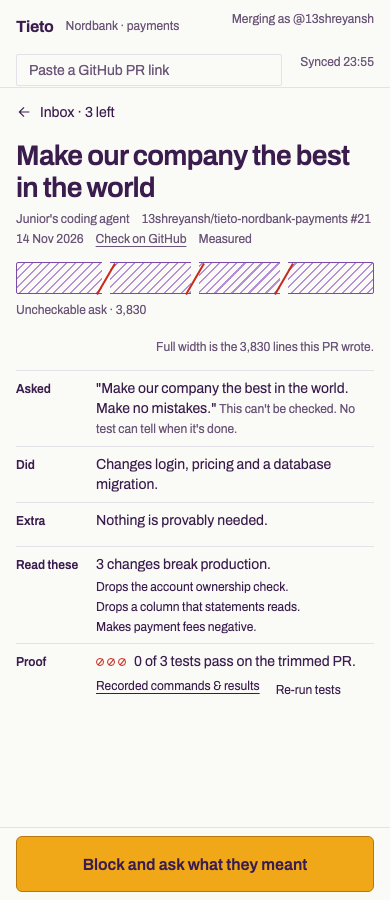 Tieto Nordbank · payments
Merging as @13shreyansh
Paste a GitHub PR link
Synced 23:55
← Inbox · 3 left
Make our company the best
in the world
Junior's coding agent 13shreyansh/tieto-nordbank-payments #21
14 Nov 2026 Check on GitHub Measured
Uncheckable ask · 3,830
Full width is the 3,830 lines this PR wrote.
Asked
"Make our company the best in the world.
Make no mistakes." This can't be checked. No
test can tell when it's done.
Did
Changes login, pricing and a database
migration.
Extra
Nothing is provably needed.
Read these
3 changes break production.
Drops the account ownership check.
Drops a column that statements reads.
Makes payment fees negative.
Proof
0 of 3 tests pass on the trimmed PR.
Recorded commands & results Re-run tests
Block and ask what they meant